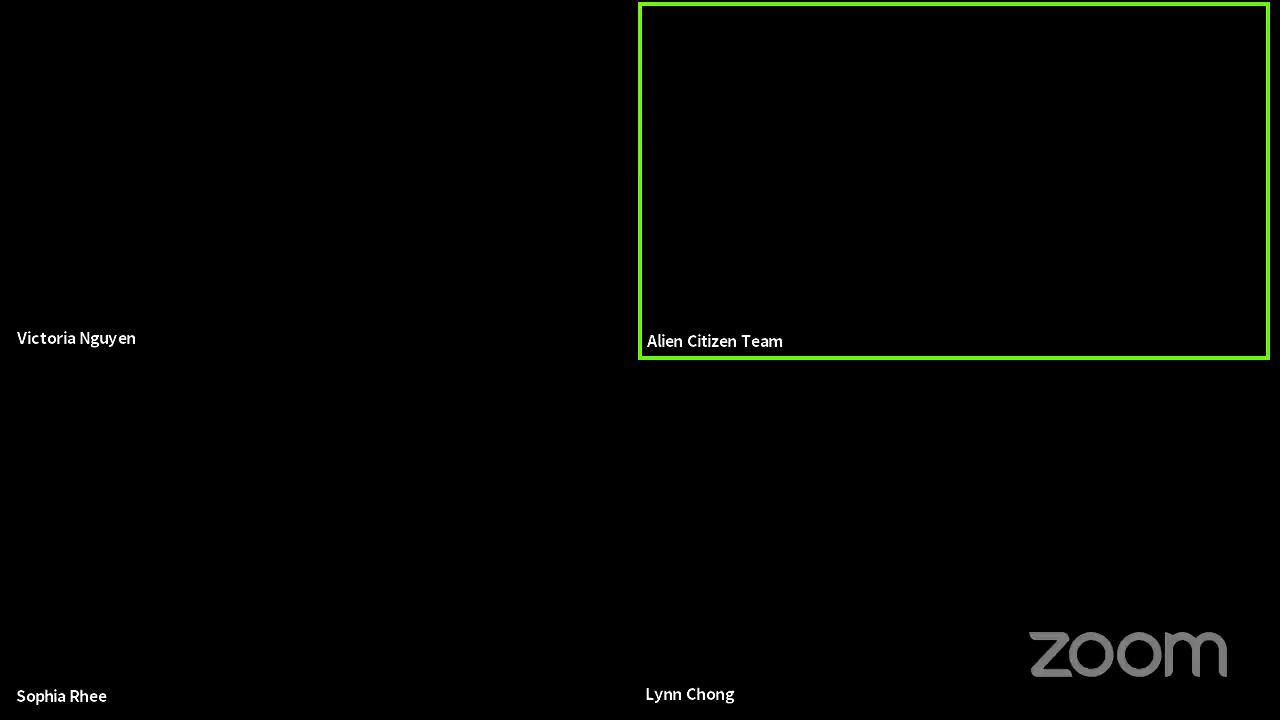 Victoria Nguyen
Alien Citizen Team
Sophia Rhee
Lynn Chong
zoom